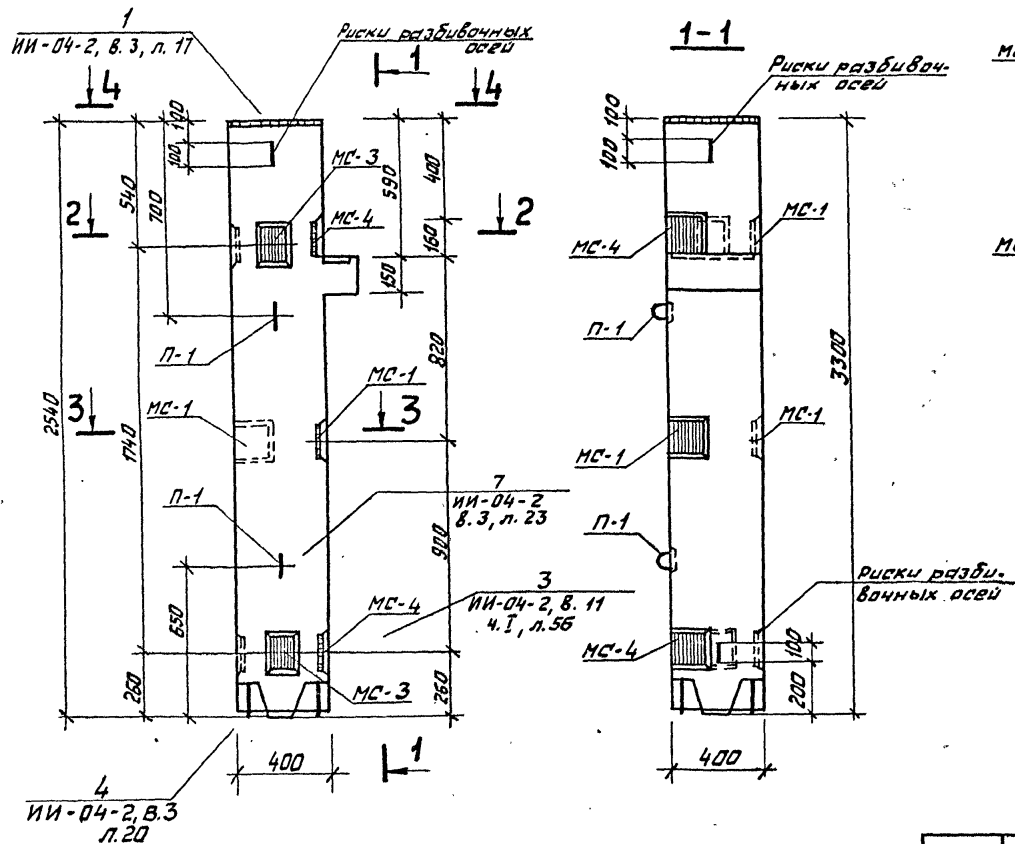 1
ИИ-04-2, в. 3, л. 17
Риски разбивочных
осей
1
4
4
100
100
540
700
МС-3
590
400
2
МС-4
2
160
150
П-1
820
2540
МС-1
3
МС-1
3
1740
П-1
7
ИИ-04-2
в. 3, л. 23
900
3
ИИ-04-2, в. 11
ч. I, л. 56
650
МС-4
260
МС-3
260
400
1
4
ИИ-04-2, в.3
л. 20
1-1
Риски разбивоч-
ных осей
100
100
МС-1
МС-4
П-1
3300
МС-1
МС-1
П-1
Риски разби-
вочных осей
МС-4
100
200
400